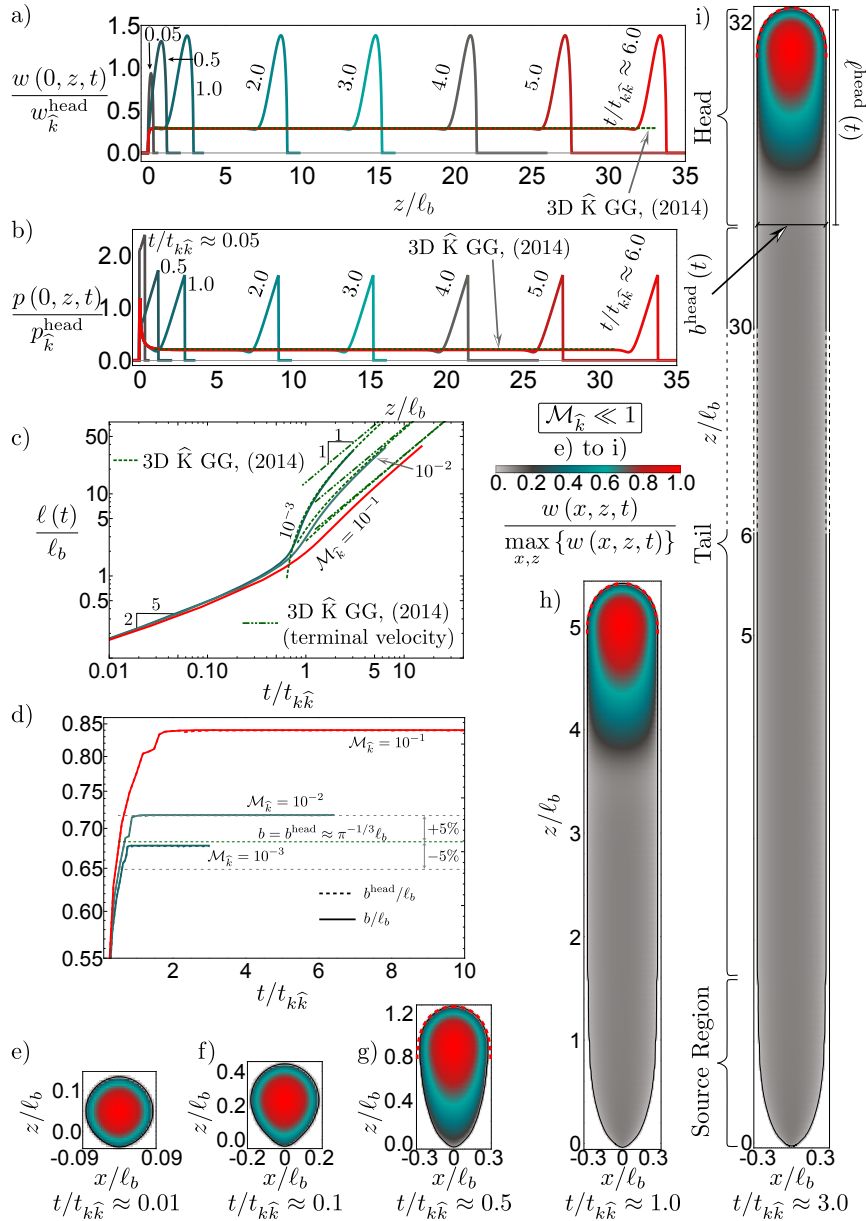 a)
w (0, z, t)
w_k̂^head
1.5
1.0
0.5
0.0
0.05
0.5
1.0
2.0
3.0
4.0
5.0
t/t_kk̂ ≈ 6.0
3D K̂ GG, (2014)
0 5 10 15 20 25 30 35
z/ℓ_b
b)
p (0, z, t)
p_k̂^head
2.0
1.0
0.0
t/t_kk̂ ≈ 0.05
0.5
1.0
2.0
3.0
4.0
5.0
t/t_kk̂ ≈ 6.0
3D K̂ GG, (2014)
0 5 10 15 20 25 30 35
z/ℓ_b
c)
ℓ (t)
ℓ_b
50
10
5
1
0.5
3D K̂ GG, (2014)
1
1
10⁻²
10⁻³
M_k̂ = 10⁻¹
5
2
3D K̂ GG, (2014)
(terminal velocity)
0.01 0.10 1 5 10
t/t_kk̂
M_k̂ ≪ 1
e) to i)
0 0.2 0.4 0.6 0.8 1.0
w (x, z, t)
max_{x,z} {w (x, z, t)}
d)
0.85
0.80
0.75
0.70
0.65
0.60
0.55
M_k̂ = 10⁻¹
M_k̂ = 10⁻²
+5%
b = b^head ≈ π^{-1/3}ℓ_b
M_k̂ = 10⁻³
−5%
b^head/ℓ_b
b/ℓ_b
2 4 6 8 10
t/t_kk̂
e)
z/ℓ_b
0.1
0.0
-0.09 0.09
x/ℓ_b
t/t_kk̂ ≈ 0.01
f)
z/ℓ_b
0.4
0.2
0.0
-0.2 0 0.2
x/ℓ_b
t/t_kk̂ ≈ 0.1
g)
z/ℓ_b
1.2
0.8
0.4
0.0
-0.3 0 0.3
x/ℓ_b
t/t_kk̂ ≈ 0.5
h)
z/ℓ_b
5
4
3
2
1
0
-0.3 0 0.3
x/ℓ_b
t/t_kk̂ ≈ 1.0
i)
32
30
6
5
0
Head
Tail
Source Region
z/ℓ_b
ℓ^head (t)
b^head (t)
-0.3 0 0.3
x/ℓ_b
t/t_kk̂ ≈ 3.0